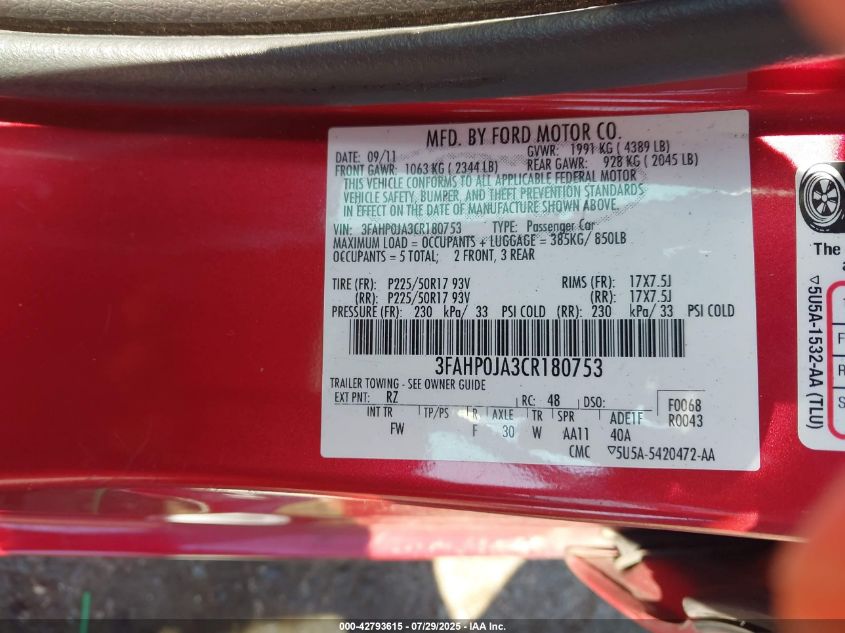 MFD. BY FORD MOTOR CO.
DATE: 09/11 GVWR: 1991 KG ( 4389 LB)
FRONT GAWR: 1063 KG ( 2344 LB) REAR GAWR: 928 KG ( 2045 LB)
THIS VEHICLE CONFORMS TO ALL APPLICABLE FEDERAL MOTOR
VEHICLE SAFETY, BUMPER, AND THEFT PREVENTION STANDARDS
IN EFFECT ON THE DATE OF MANUFACTURE SHOWN ABOVE.
VIN: 3FAHP0JA3CR180753 TYPE: Passenger Car
MAXIMUM LOAD = OCCUPANTS + LUGGAGE = 385KG/ 850LB
OCCUPANTS = 5 TOTAL; 2 FRONT, 3 REAR
TIRE (FR): P225/50R17 93V RIMS (FR): 17X7.5J
(RR): P225/50R17 93V (RR): 17X7.5J
PRESSURE (FR): 230 kPa/ 33 PSI COLD (RR): 230 kPa/ 33 PSI COLD
3FAHP0JA3CR180753
TRAILER TOWING - SEE OWNER GUIDE
EXT PNT: RZ RC: 48 DSO: F0068
R0043
INT TR TP/PS R AXLE TR SPR ADE1F
FW F 30 W AA11 40A
CMC ▽5U5A-5420472-AA
The
▽5U5A-1532-AA (TLU)
F
R
S
000-42793615 - 07/29/2025 - IAA Inc.